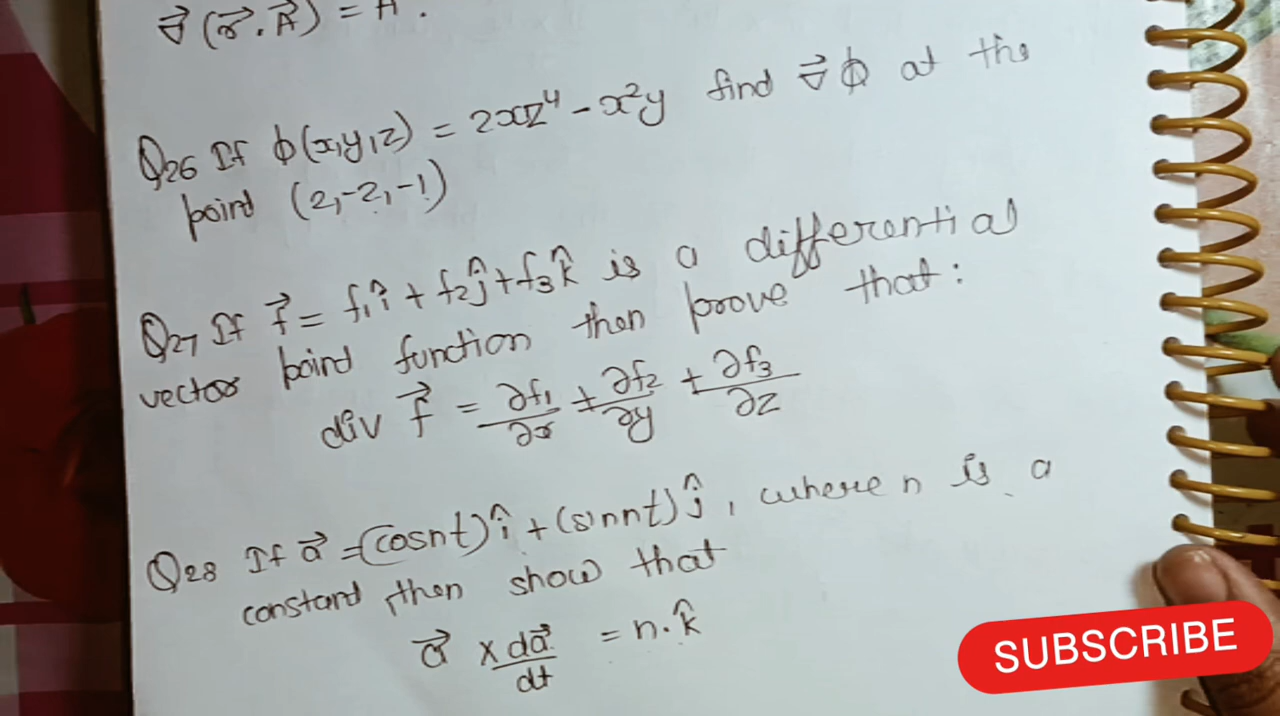 ∇⃗ (r⃗ . A⃗) = A⃗ .
Q26 If ϕ(x,y,z) = 2xz⁴ - x²y find ∇⃗ ϕ at the
point (2,-2,-1)
Q27 If f⃗ = f₁î + f₂ĵ + f₃k̂ is a differential
vector point function then prove that :
div f⃗ = ∂f₁/∂x + ∂f₂/∂y + ∂f₃/∂z
Q28 If a⃗ = (cosnt)î + (sinnt)ĵ , where n is a
constant , then show that
a⃗ × da⃗/dt = n.k̂
SUBSCRIBE